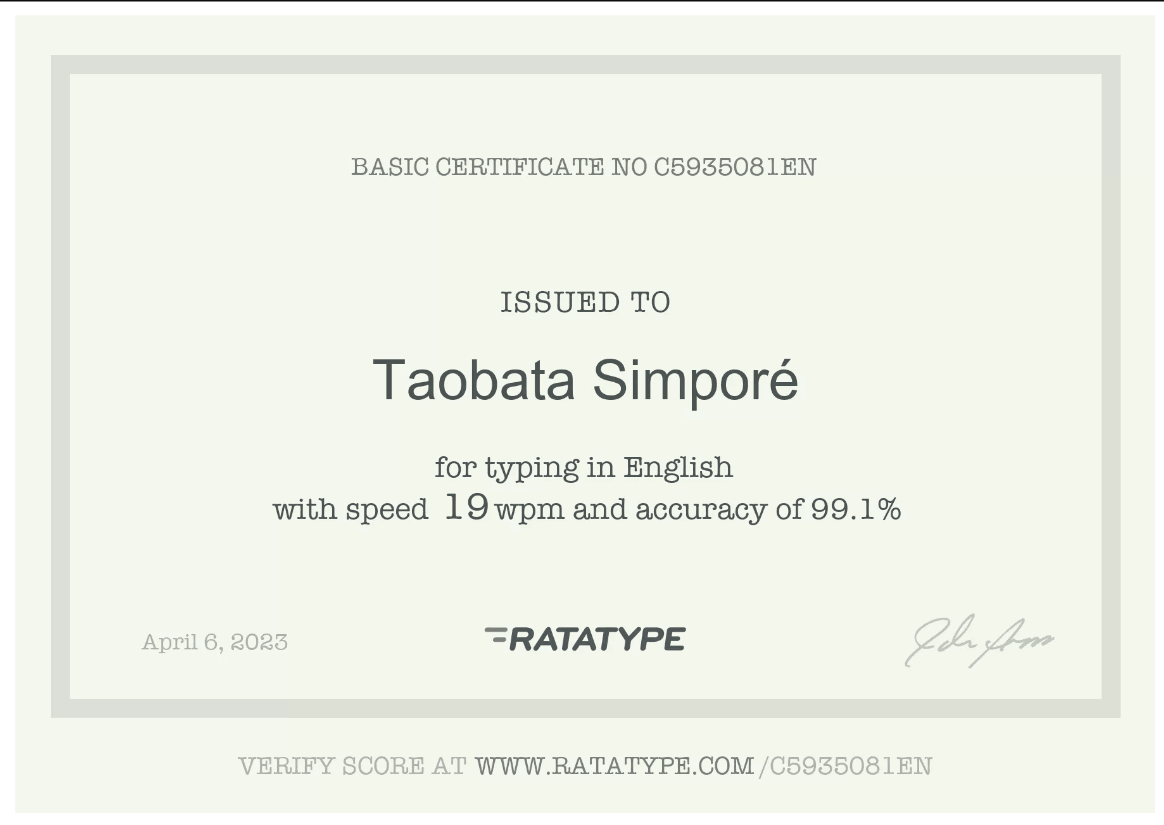 BASIC CERTIFICATE NO C5935081EN
ISSUED TO
Taobata Simporé
for typing in English
with speed 19 wpm and accuracy of 99.1%
April 6, 2023
RATATYPE
VERIFY SCORE AT WWW.RATATYPE.COM/C5935081EN